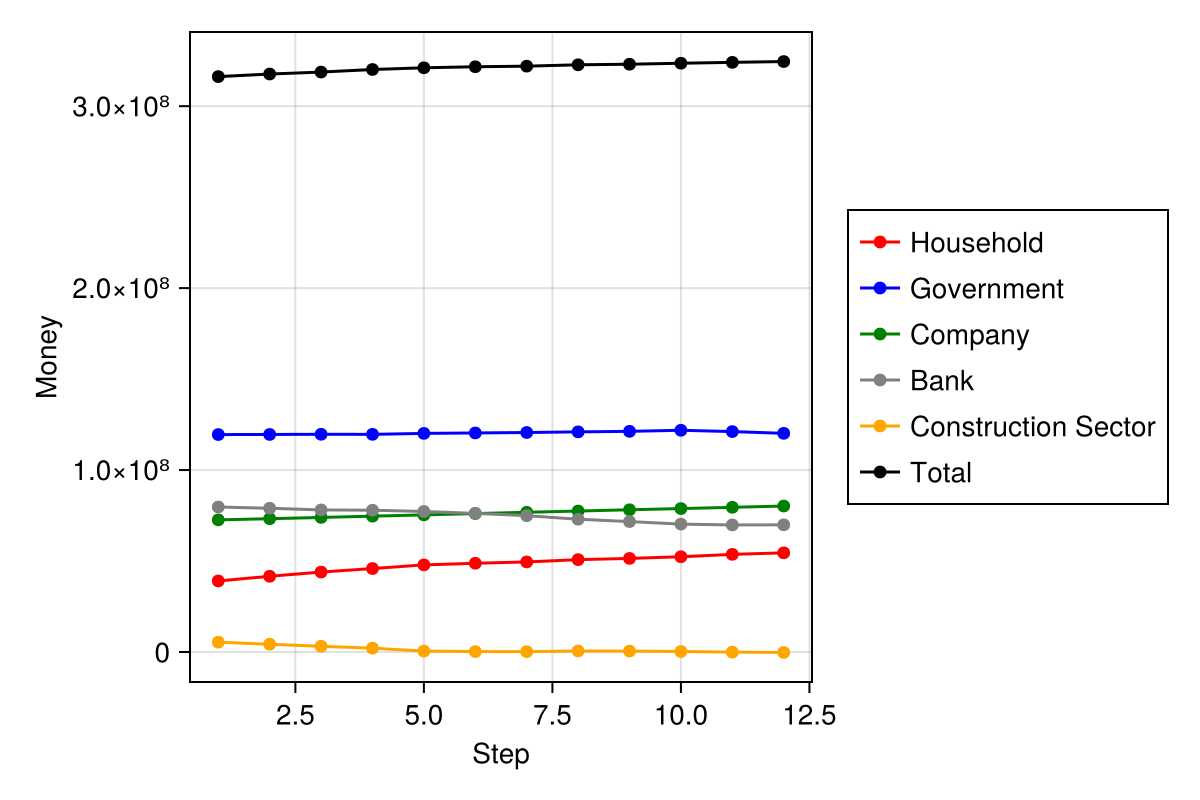 3.0×10⁸
2.0×10⁸
1.0×10⁸
0
Money
2.5 5.0 7.5 10.0 12.5
Step
Household
Government
Company
Bank
Construction Sector
Total